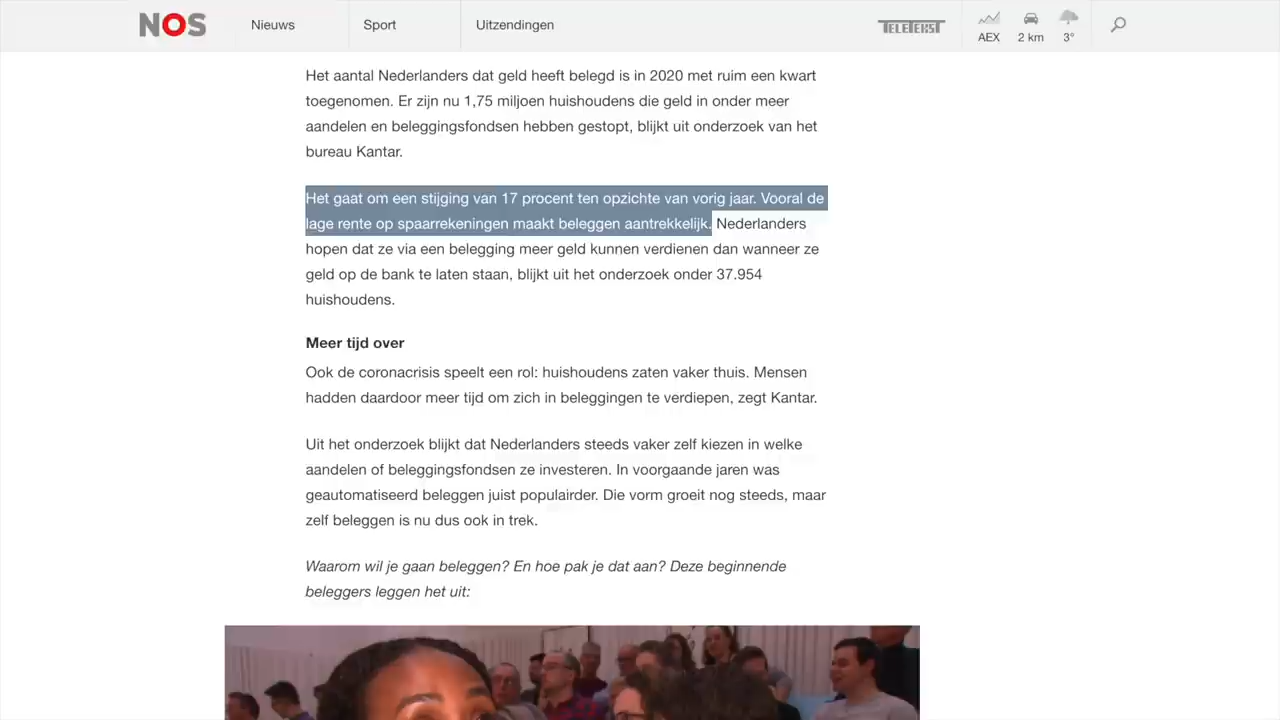 NOS
Nieuws
Sport
Uitzendingen
TELETEKST
AEX
2 km
3°
Het aantal Nederlanders dat geld heeft belegd is in 2020 met ruim een kwart
toegenomen. Er zijn nu 1,75 miljoen huishoudens die geld in onder meer
aandelen en beleggingsfondsen hebben gestopt, blijkt uit onderzoek van het
bureau Kantar.
Het gaat om een stijging van 17 procent ten opzichte van vorig jaar. Vooral de
lage rente op spaarrekeningen maakt beleggen aantrekkelijk. Nederlanders
hopen dat ze via een belegging meer geld kunnen verdienen dan wanneer ze
geld op de bank te laten staan, blijkt uit het onderzoek onder 37.954
huishoudens.
Meer tijd over
Ook de coronacrisis speelt een rol: huishoudens zaten vaker thuis. Mensen
hadden daardoor meer tijd om zich in beleggingen te verdiepen, zegt Kantar.
Uit het onderzoek blijkt dat Nederlanders steeds vaker zelf kiezen in welke
aandelen of beleggingsfondsen ze investeren. In voorgaande jaren was
geautomatiseerd beleggen juist populairder. Die vorm groeit nog steeds, maar
zelf beleggen is nu dus ook in trek.
Waarom wil je gaan beleggen? En hoe pak je dat aan? Deze beginnende
beleggers leggen het uit: